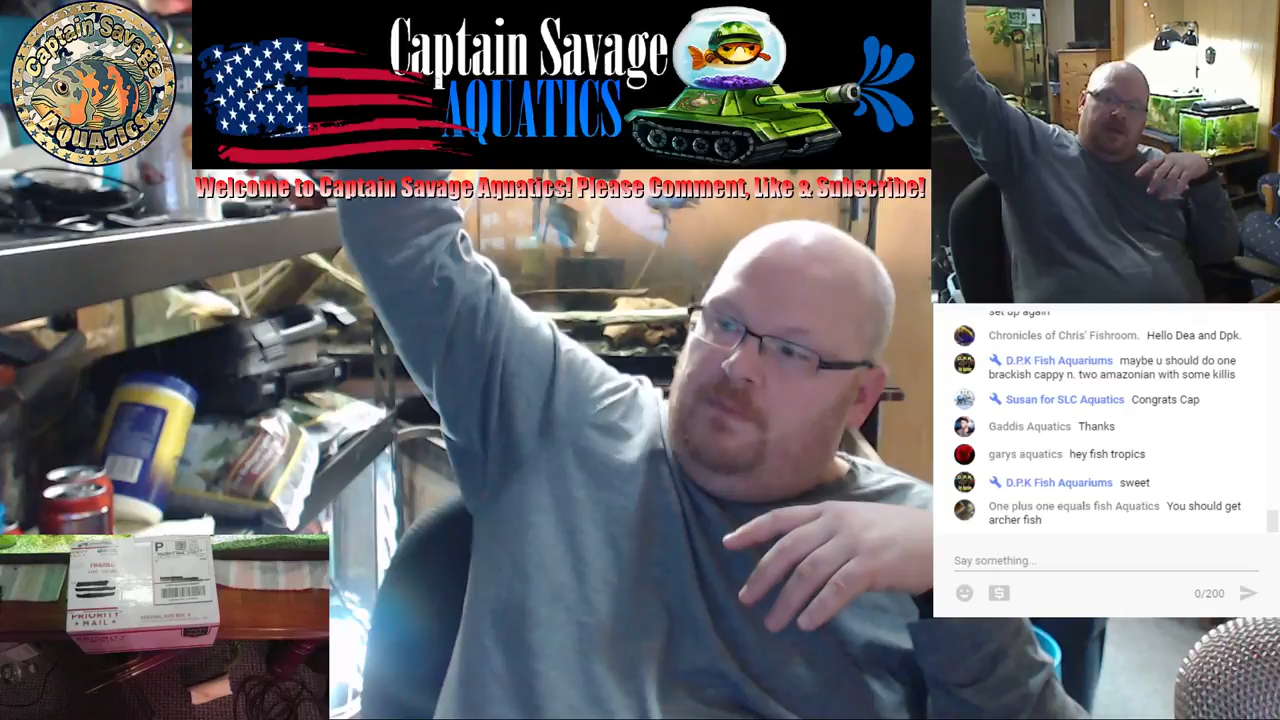 Captain Savage
AQUATICS
Captain Savage
AQUATICS
Welcome to Captain Savage Aquatics! Please Comment, Like & Subscribe!
set up again
Chronicles of Chris' Fishroom. Hello Dea and Dpk.
D.P.K Fish Aquariums maybe u should do one
brackish cappy n. two amazonian with some killis
Susan for SLC Aquatics Congrats Cap
Gaddis Aquatics Thanks
garys aquatics hey fish tropics
D.P.K Fish Aquariums sweet
One plus one equals fish Aquatics You should get
archer fish
Say something...
0/200
P
PRIORITY
MAIL